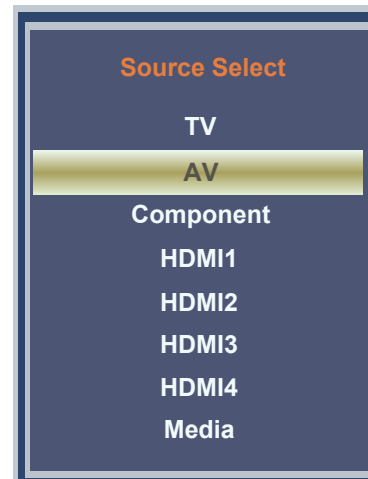 Source Select
TV
AV
Component
HDMI1
HDMI2
HDMI3
HDMI4
Media